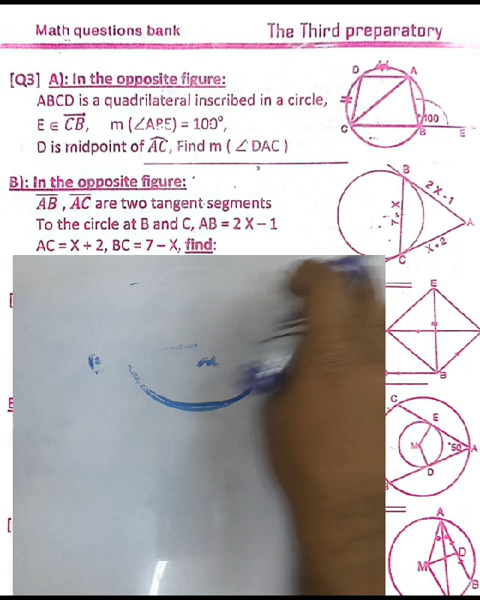 Math questions bank The Third preparatory
[Q3] A): In the opposite figure:
ABCD is a quadrilateral inscribed in a circle,
E ∈ CB, m (∠ABE) = 100°,
D is midpoint of AC, Find m ( ∠ DAC )
D A
100
C B E
B): In the opposite figure:
AB , AC are two tangent segments
To the circle at B and C, AB = 2 X – 1
AC = X + 2, BC = 7 – X, find:
B
2 X - 1
7 - X
A
X + 2
C
E
B
C
E
M 50 A
D
A
D
M
B